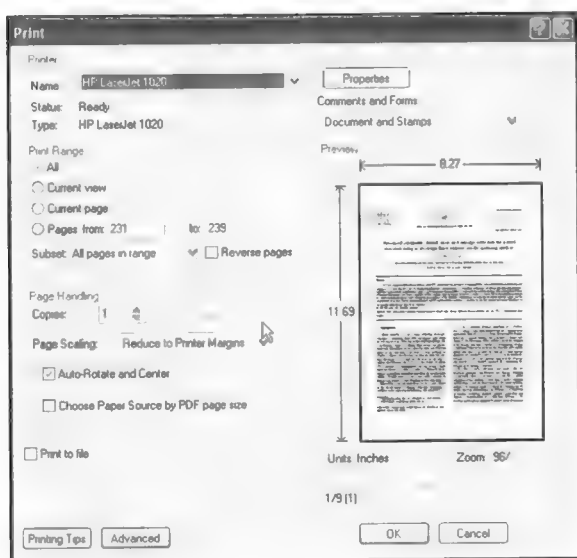 Print
Printer
Name HP LaserJet 1020
Properties
Status: Ready
Comments and Forms
Type: HP LaserJet 1020
Document and Stamps
Print Range
Preview
All
8.27
Current view
Current page
Pages from: 231 to: 239
Subset: All pages in range
Reverse pages
Page Handling
Copies: 1
11.69
Page Scaling: Reduce to Printer Margins
Auto-Rotate and Center
Choose Paper Source by PDF page size
Print to file
Units: Inches Zoom: 96/
1/9 (1)
Printing Tips
Advanced
OK
Cancel